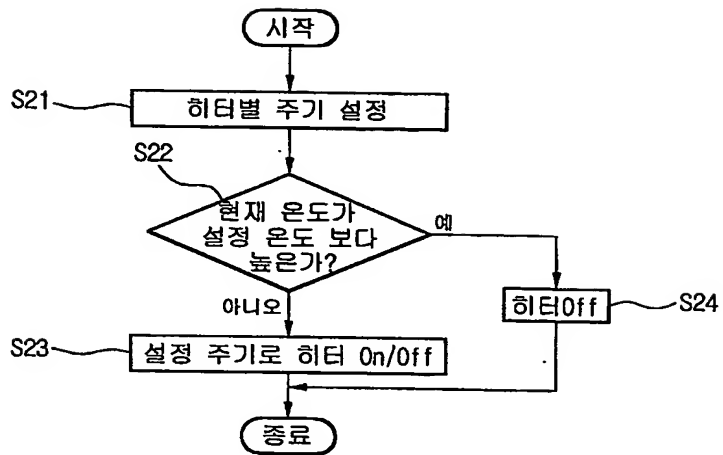 시작
S21
히터별 주기 설정
S22
현재 온도가
설정 온도 보다
높은가?
예
아니오
히터Off
S24
S23
설정 주기로 히터 On/Off
종료